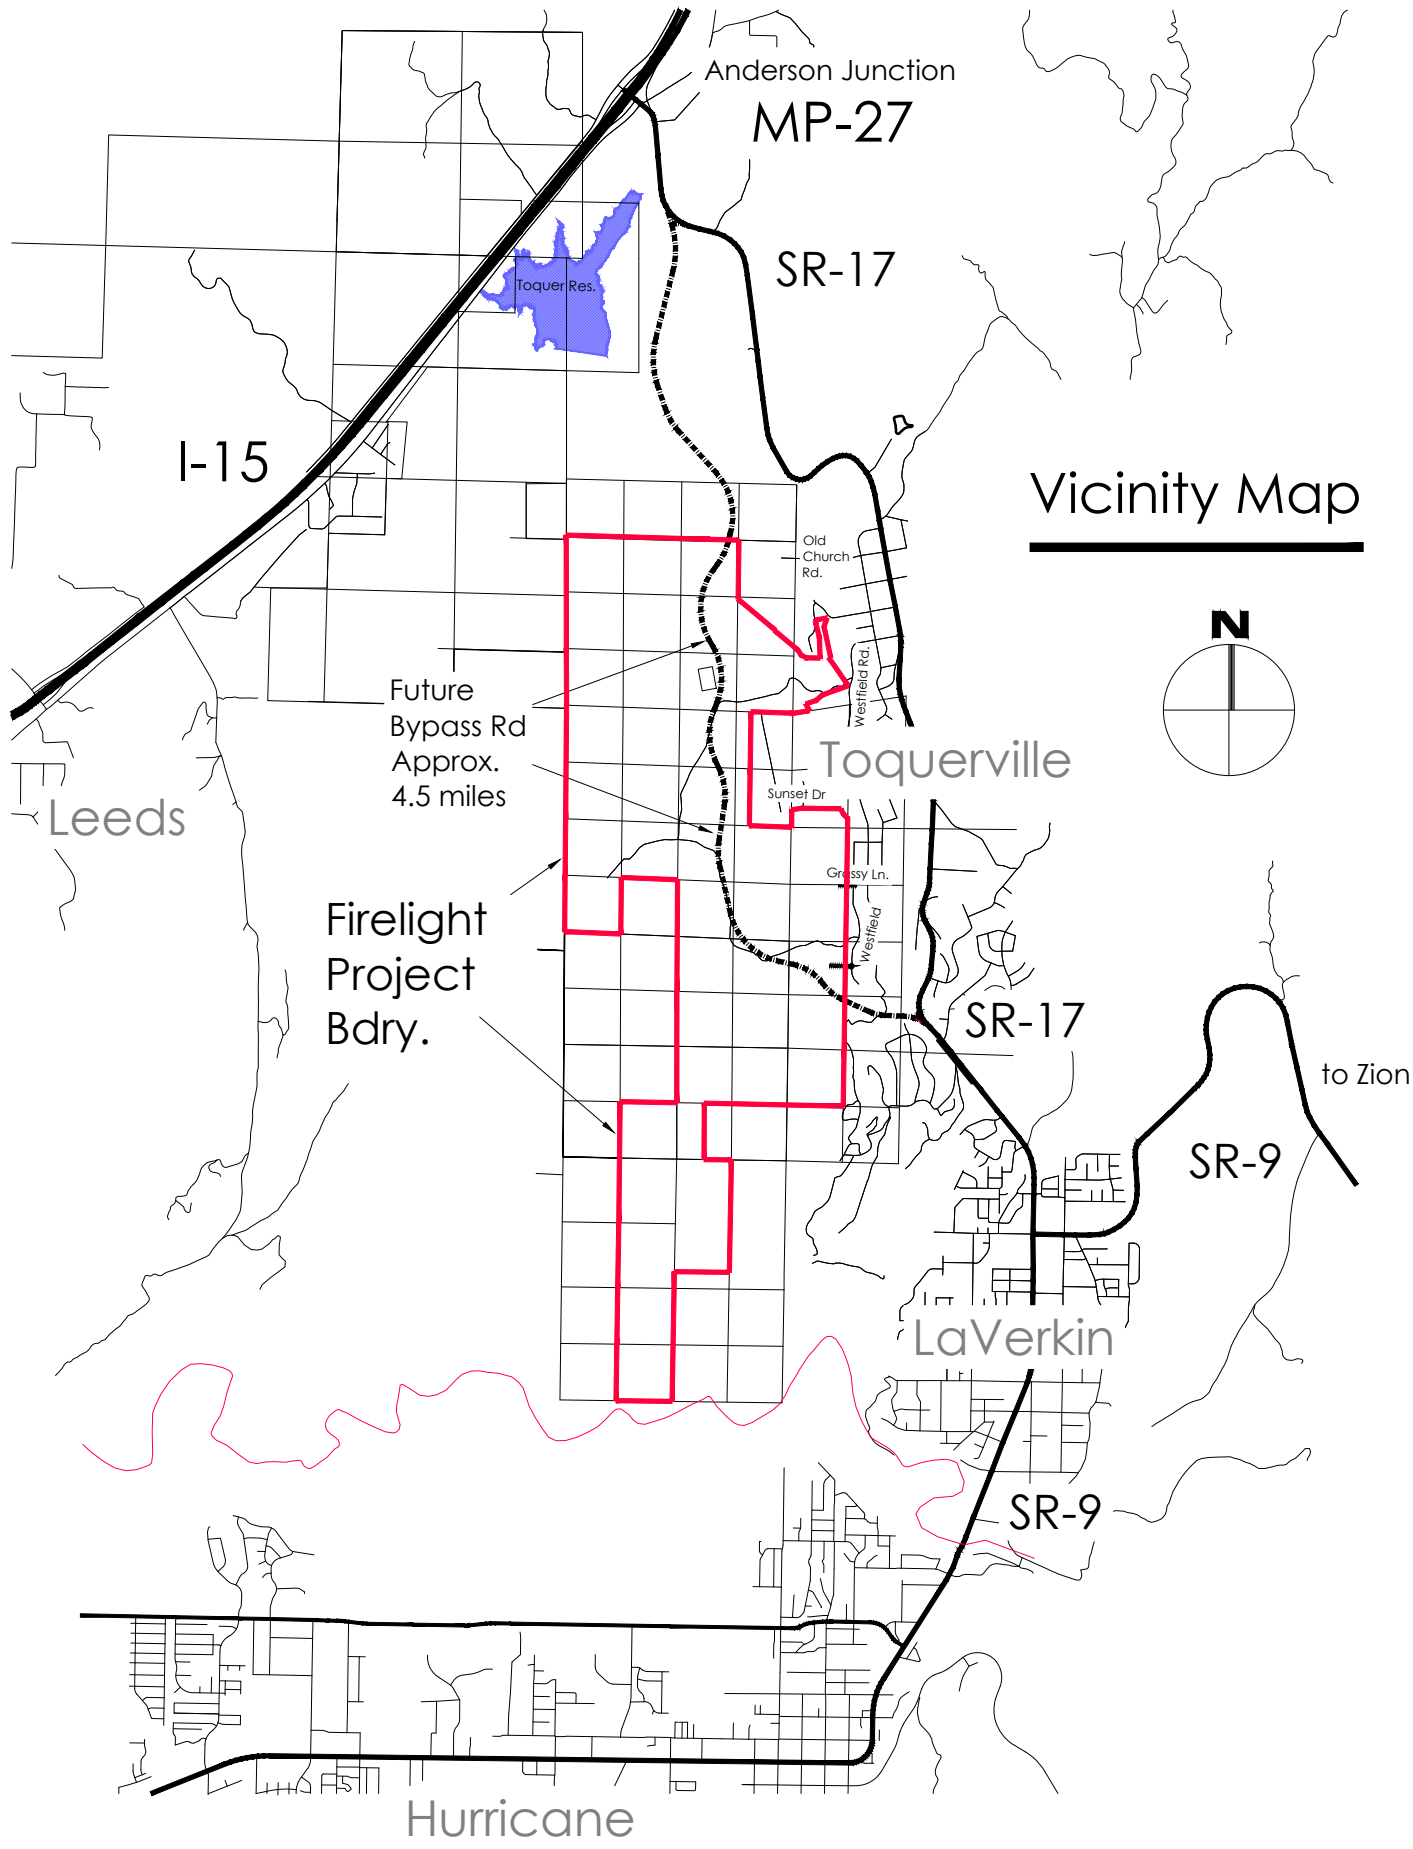 Anderson Junction
MP-27
SR-17
Toquer Res.
I-15
Vicinity Map
Old
Church
Rd.
N
Westfield Rd.
Future
Bypass Rd
Approx.
4.5 miles
Toquerville
Sunset Dr
Leeds
Grassy Ln.
Firelight
Project
Bdry.
Westfield
SR-17
to Zion
SR-9
LaVerkin
SR-9
Hurricane